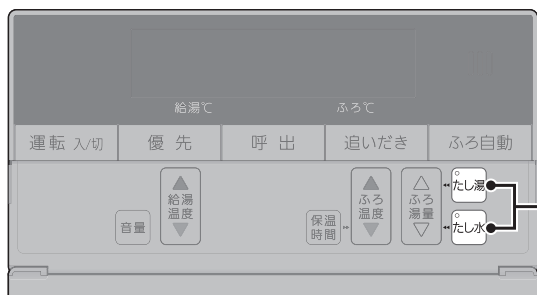 給湯℃ ふろ℃
運転 入/切 優先 呼出 追いだき ふろ自動
給湯
温度
音量
保温
時間
ふろ
温度
ふろ
湯量
たし湯
たし水